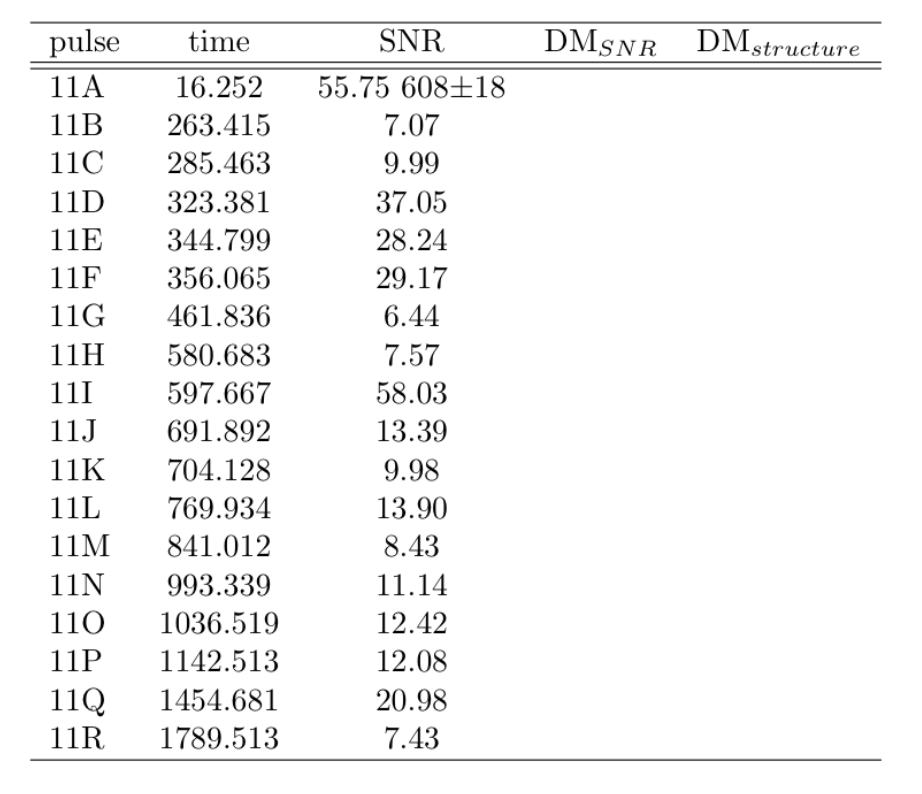 pulse time SNR DM_SNR DM_structure
11A 16.252 55.75 608±18
11B 263.415 7.07
11C 285.463 9.99
11D 323.381 37.05
11E 344.799 28.24
11F 356.065 29.17
11G 461.836 6.44
11H 580.683 7.57
11I 597.667 58.03
11J 691.892 13.39
11K 704.128 9.98
11L 769.934 13.90
11M 841.012 8.43
11N 993.339 11.14
11O 1036.519 12.42
11P 1142.513 12.08
11Q 1454.681 20.98
11R 1789.513 7.43